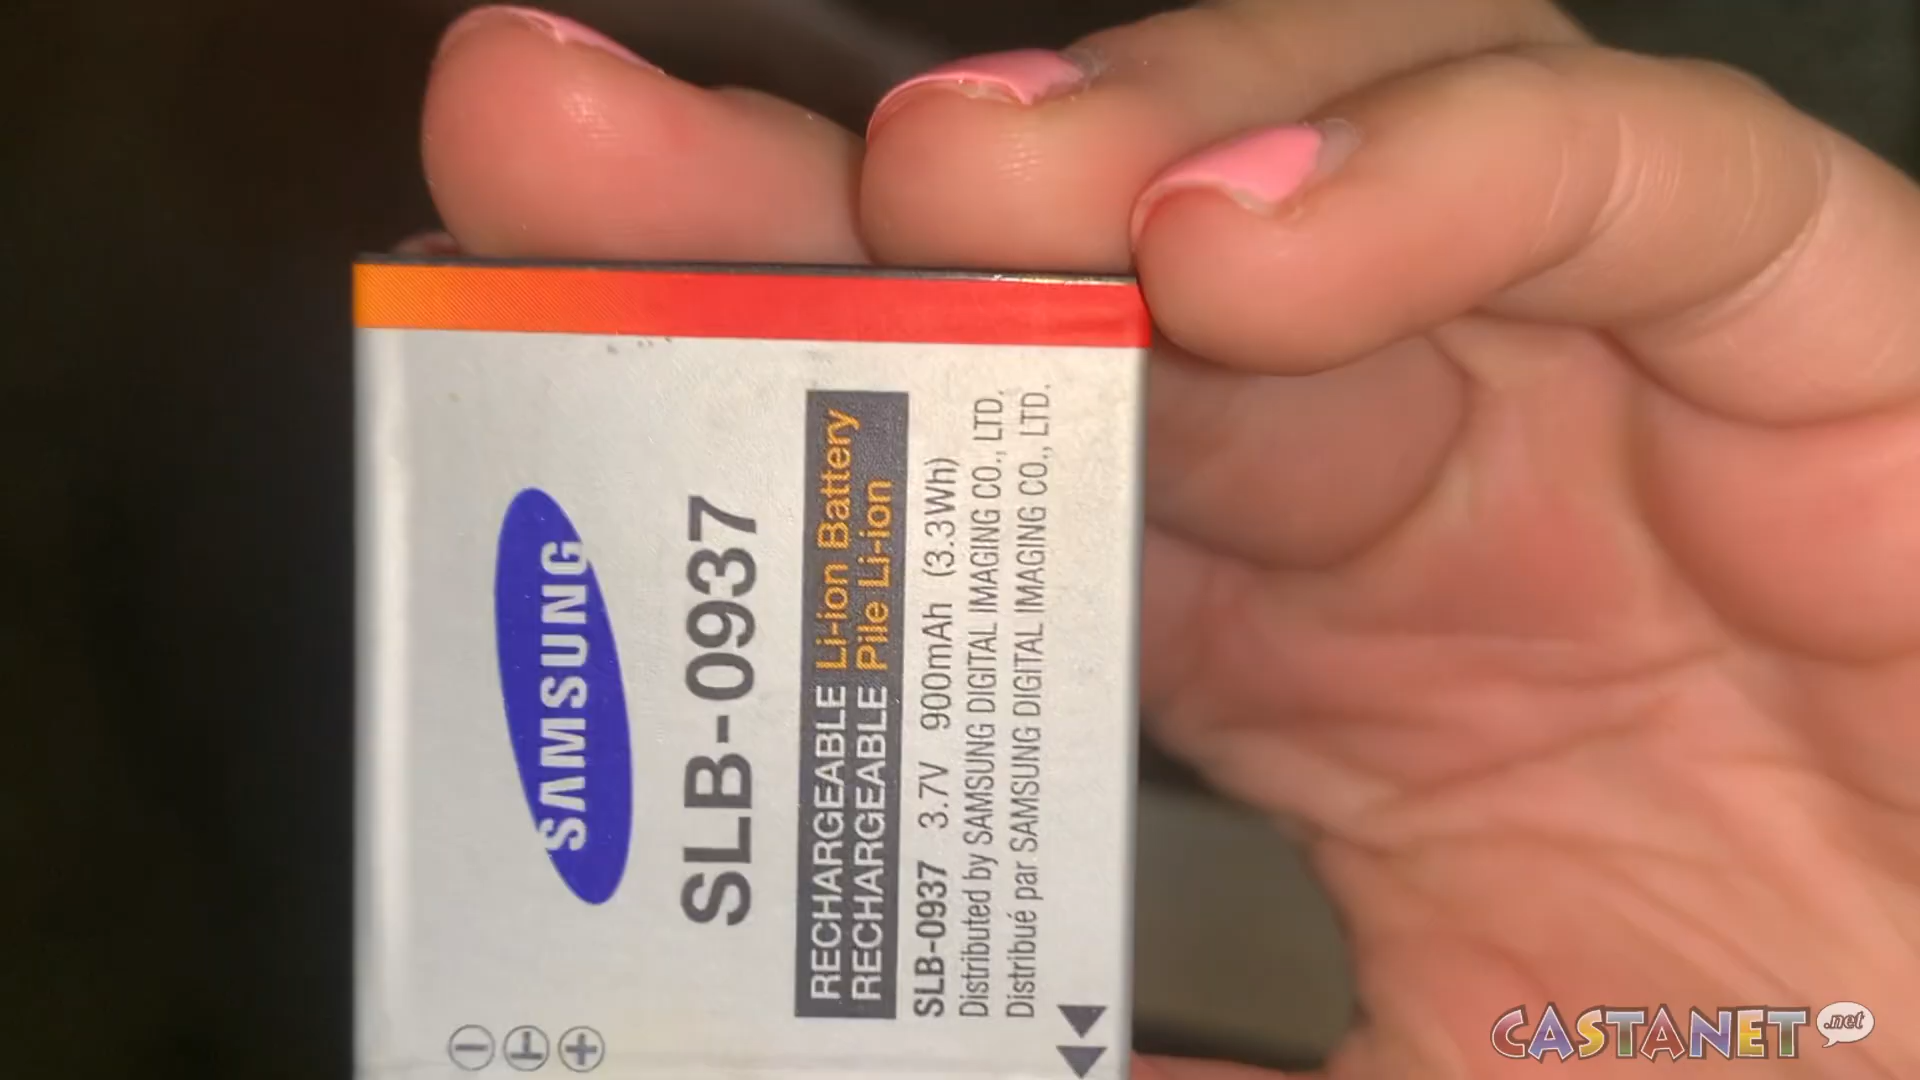 SAMSUNG
SLB-0937
RECHARGEABLE Li-ion Battery
RECHARGEABLE Pile Li-ion
SLB-0937 3.7V 900mAh (3.3Wh)
Distributed by SAMSUNG DIGITAL IMAGING CO., LTD.
Distribué par SAMSUNG DIGITAL IMAGING CO., LTD.
CASTANET.net